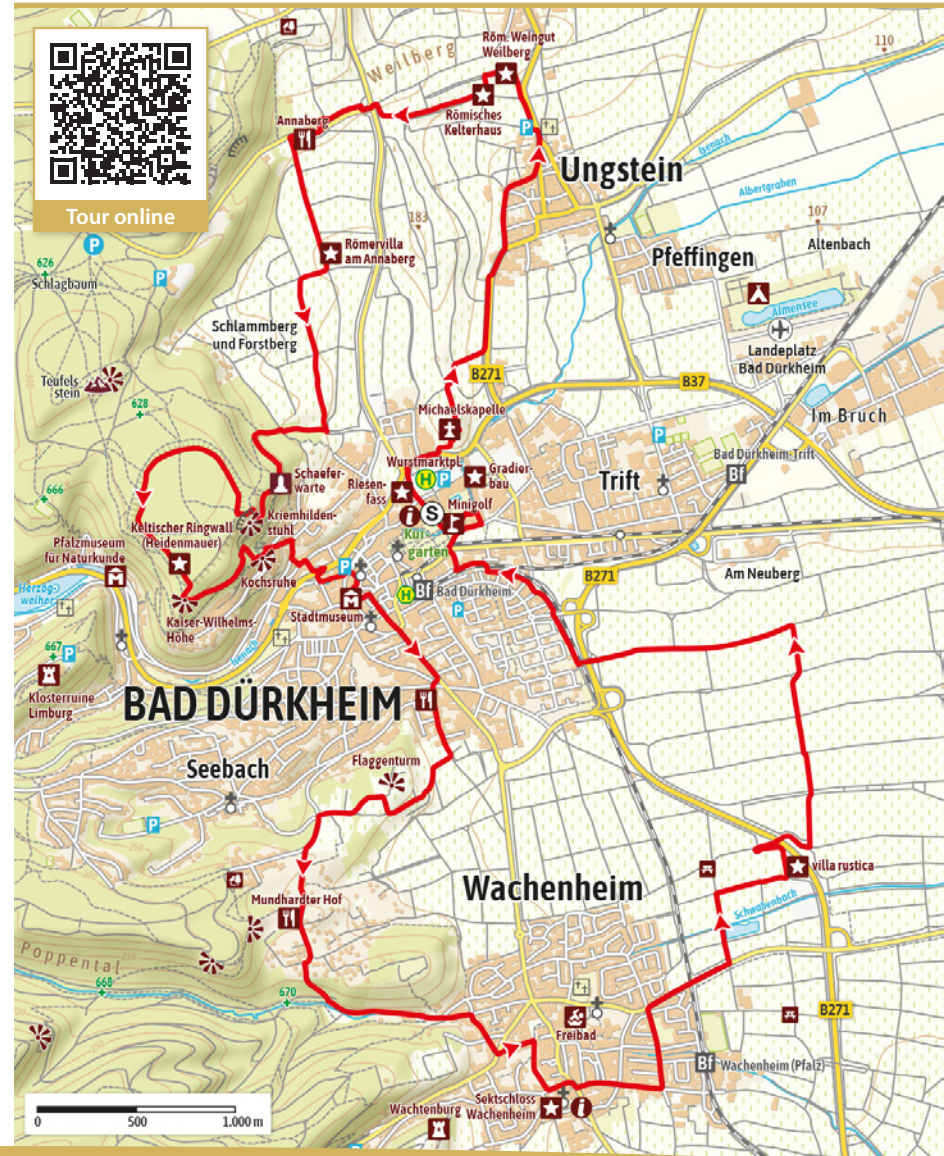 Tour online
Weilberg
Röm. Weingut
Weilberg
110
Römisches
Kelterhaus
P
Annaberg
Isenach
Ungstein
Albertgraben
183
107
Altenbach
P
P
Römervilla
am Annaberg
Pfeffingen
626
Schlagbaum
Almensee
Schlammberg
und Forstberg
Landeplatz
Bad Dürkheim
Teufels
stein
B271
B37
628
Michaelskapelle
Im Bruch
P
Bad Dürkheim-Trift
Bf
Wurstmarktpl.
H
P
Gradier-
bau
Trift
666
Schaefer-
warte
Riesen-
fass
i
S
Minigolf
Kriemhilden-
stuhl
Keltischer Ringwall
(Heidenmauer)
Pfalzmuseum
für Naturkunde
Kur-
garten
Kochsruhe
P
B271
Am Neuberg
Herzog-
weiher
H
Bf
Bad Dürkheim
P
Stadtmuseum
Kaiser-Wilhelms-
Höhe
Isenach
667
P
Klosterruine
Limburg
BAD DÜRKHEIM
Seebach
Flaggenturm
P
Wachenheim
villa rustica
Mundhardter Hof
Schwabenbach
Poppental
668
670
B271
Freibad
Bf
Wachenheim (Pfalz)
Sektschloss
Wachenheim
i
Wachtenburg
0
500
1.000 m